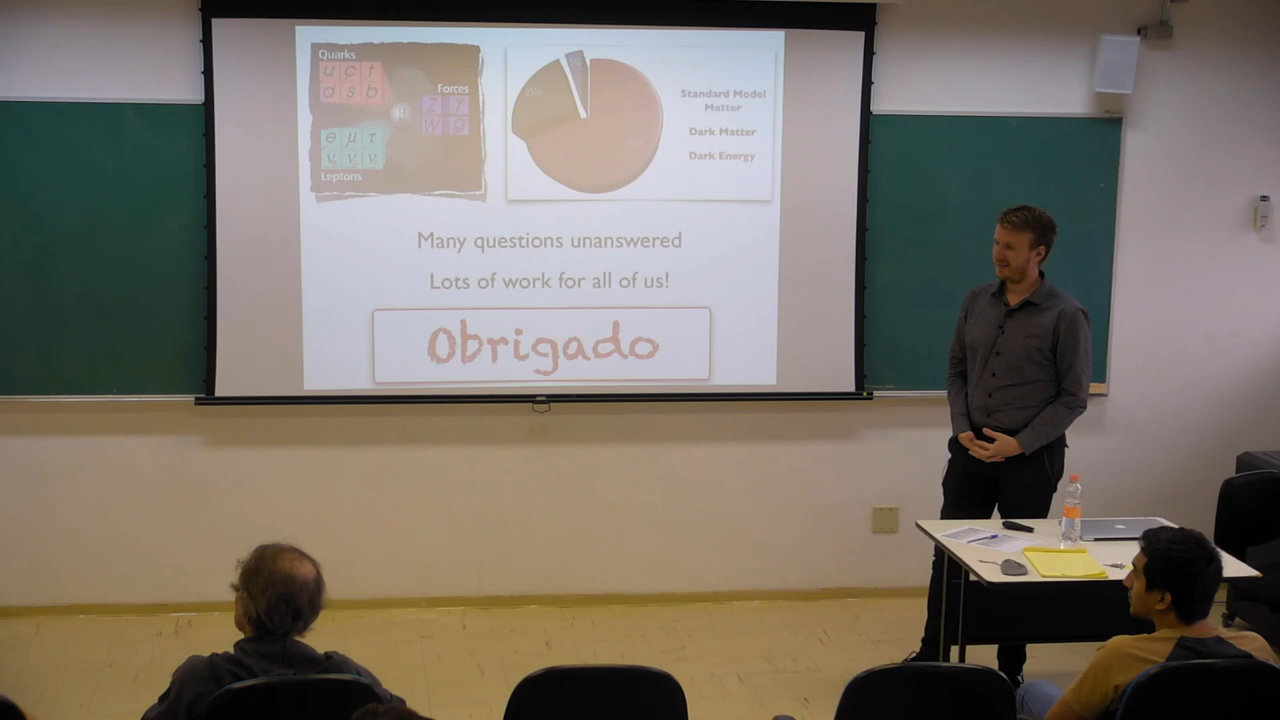 Quarks
u c t
d s b
Forces
Z γ
W g
e μ τ
ν ν ν
Leptons
25%
Standard Model
Matter
Dark Matter
Dark Energy
Many questions unanswered
Lots of work for all of us!
Obrigado